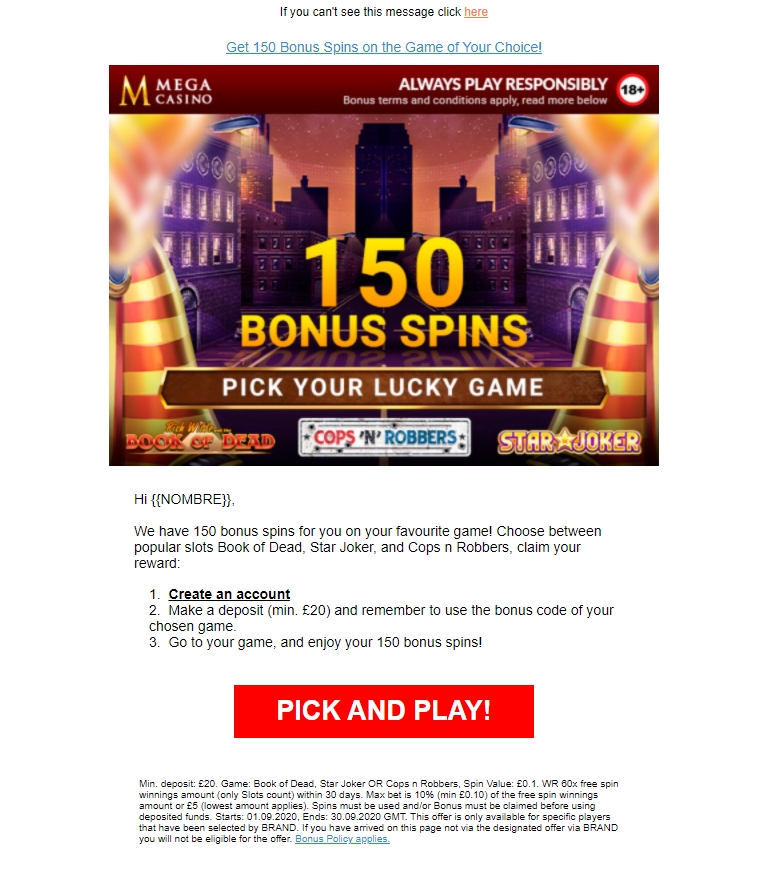 If you can't see this message click here
Get 150 Bonus Spins on the Game of Your Choice!
M MEGA
CASINO
ALWAYS PLAY RESPONSIBLY
Bonus terms and conditions apply, read more below
18+
150
BONUS SPINS
PICK YOUR LUCKY GAME
Rich Wilde and the
BOOK OF DEAD
COPS 'N' ROBBERS
STAR JOKER
Hi {{NOMBRE}},
We have 150 bonus spins for you on your favourite game! Choose between
popular slots Book of Dead, Star Joker, and Cops n Robbers, claim your
reward:
1. Create an account
2. Make a deposit (min. £20) and remember to use the bonus code of your
chosen game.
3. Go to your game, and enjoy your 150 bonus spins!
PICK AND PLAY!
Min. deposit: £20. Game: Book of Dead, Star Joker OR Cops n Robbers, Spin Value: £0.1. WR 60x free spin
winnings amount (only Slots count) within 30 days. Max bet is 10% (min £0.10) of the free spin winnings
amount or £5 (lowest amount applies). Spins must be used and/or Bonus must be claimed before using
deposited funds. Starts: 01.09.2020, Ends: 30.09.2020 GMT. This offer is only available for specific players
that have been selected by BRAND. If you have arrived on this page not via the designated offer via BRAND
you will not be eligible for the offer. Bonus Policy applies.